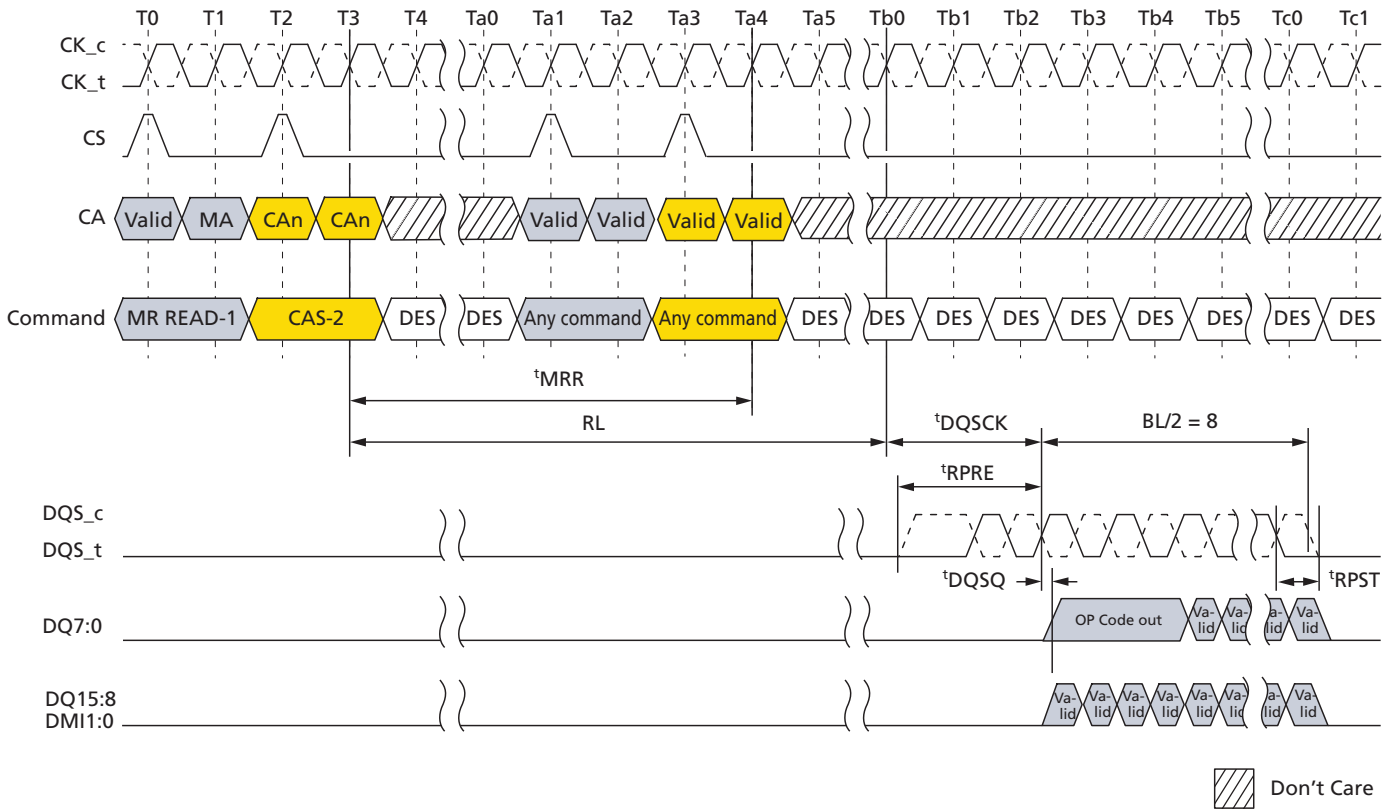 T0 T1 T2 T3 T4 Ta0 Ta1 Ta2 Ta3 Ta4 Ta5 Tb0 Tb1 Tb2 Tb3 Tb4 Tb5 Tc0 Tc1
CK_c
CK_t
CS
CA Valid MA CAn CAn Valid Valid Valid Valid
Command MR READ-1 CAS-2 DES DES Any command Any command DES DES DES DES DES DES DES DES DES
tMRR
RL tDQSCK BL/2 = 8
tRPRE
DQS_c
DQS_t
tDQSQ tRPST
DQ7:0 OP Code out Va-lid Va-lid a-lid Va-lid
DQ15:8
DMI1:0 Va-lid Va-lid Va-lid Va-lid Va-lid Va-lid a-lid Va-lid
Don't Care